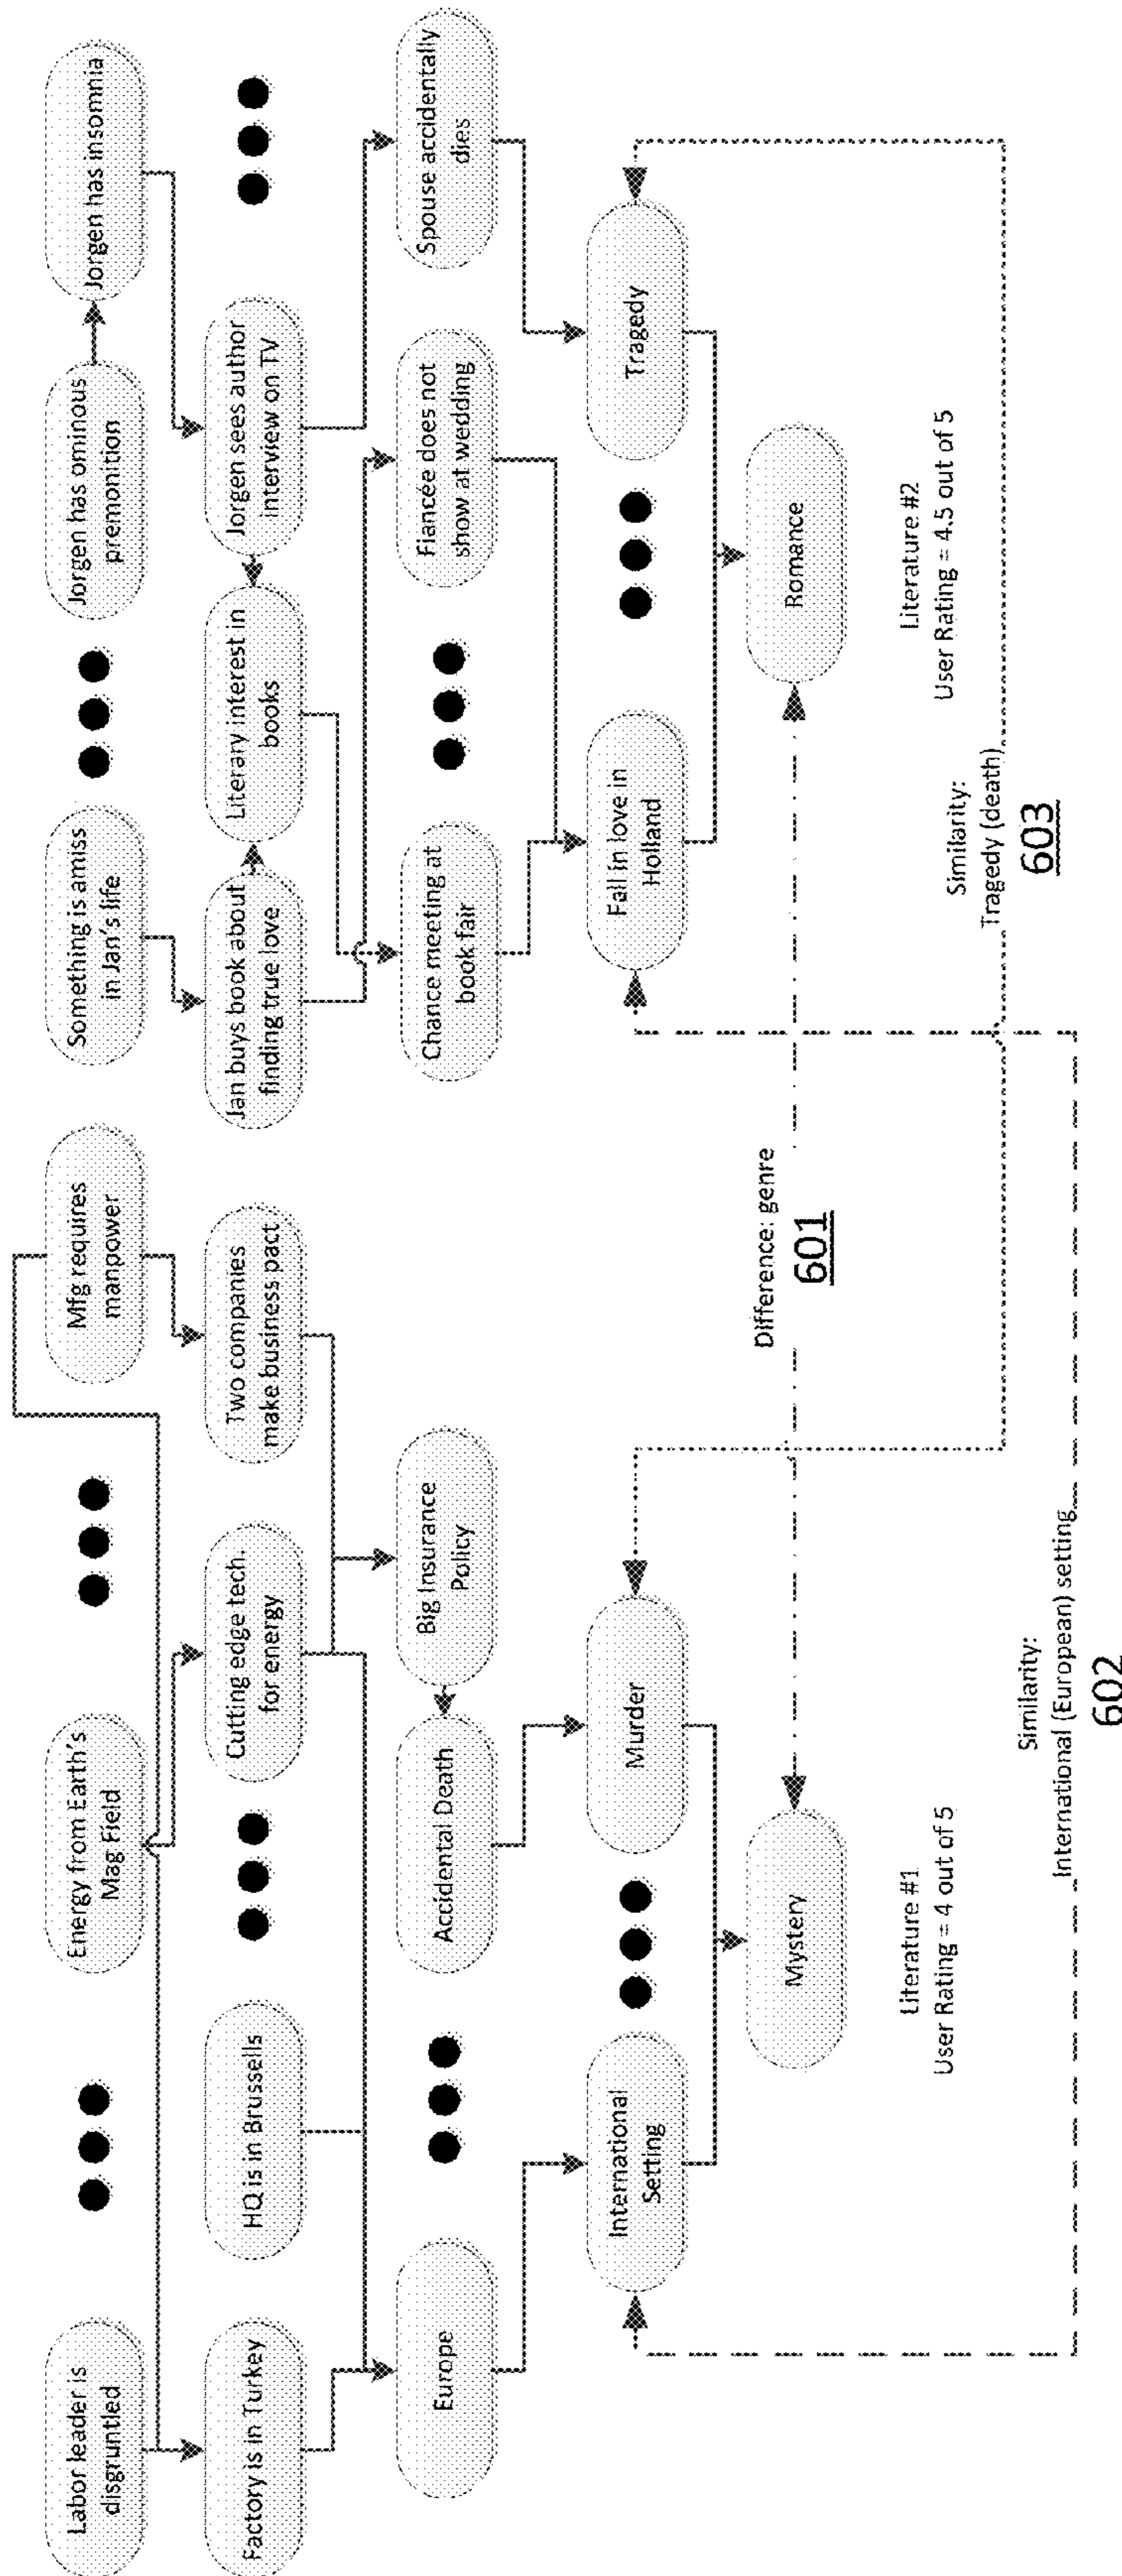 Labor leader is
disgruntled
Energy from Earth's
Mag Field
Mfg requires
manpower
Something is amiss
in Jan's life
Jorgen has ominous
premonition
Jorgen has insomnia
Factory is in Turkey
HQ is in Brussells
Cutting edge tech.
for energy
Two companies
make business pact
Jan buys book about
finding true love
Literary interest in
books
Jorgen sees author
interview on TV
Europe
Accidental Death
Big Insurance
Policy
Chance meeting at
book fair
Fiancée does not
show at wedding
Spouse accidentally
dies
International
Setting
Murder
Fall in love in
Holland
Tragedy
Mystery
Difference: genre
601
Romance
Literature #1
User Rating = 4 out of 5
Literature #2
User Rating = 4.5 out of 5
Similarity:
Tragedy (death)
603
Similarity:
International (European) setting
602